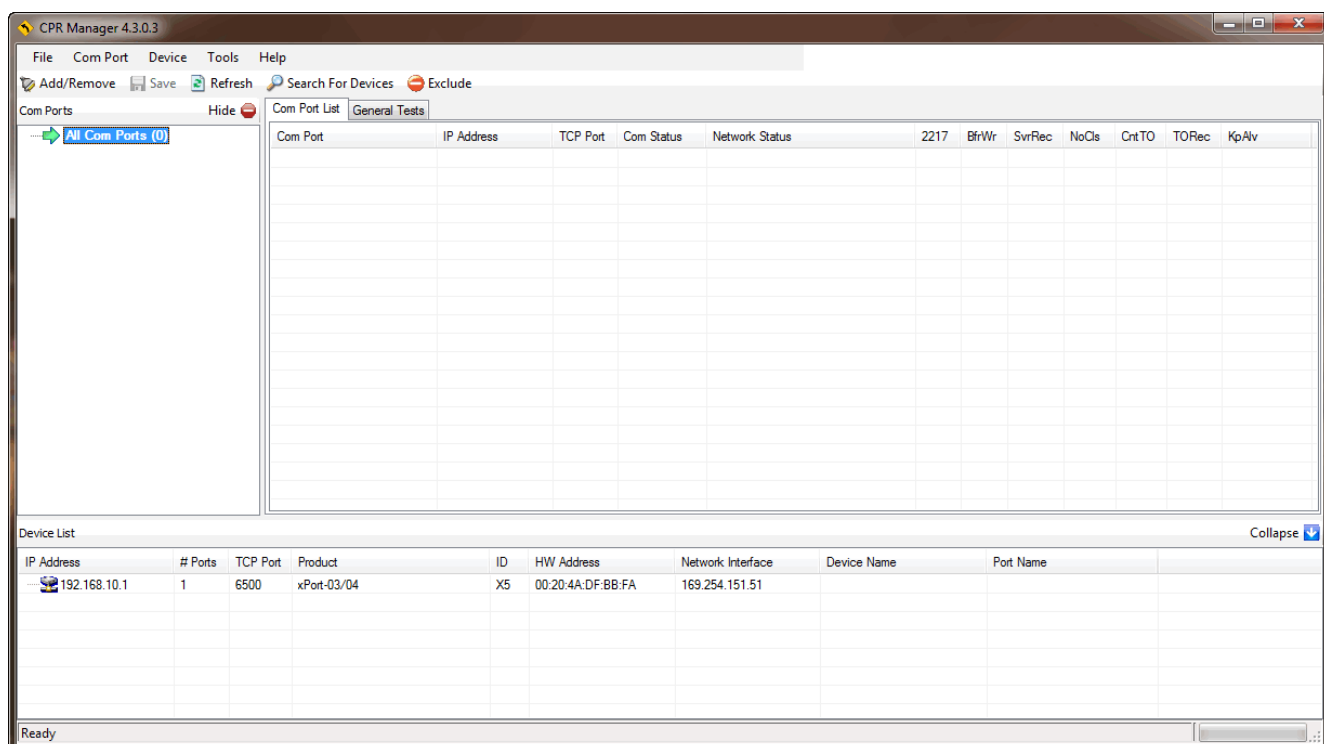 CPR Manager 4.3.0.3
File Com Port Device Tools Help
Add/Remove Save Refresh Search For Devices Exclude
Com Ports Hide Com Port List General Tests
All Com Ports (0)
Com Port IP Address TCP Port Com Status Network Status 2217 BfrWr SvrRec NoCls CntTO TORec KpAlv
Device List Collapse
IP Address # Ports TCP Port Product ID HW Address Network Interface Device Name Port Name
192.168.10.1 1 6500 xPort-03/04 X5 00:20:4A:DF:BB:FA 169.254.151.51
Ready